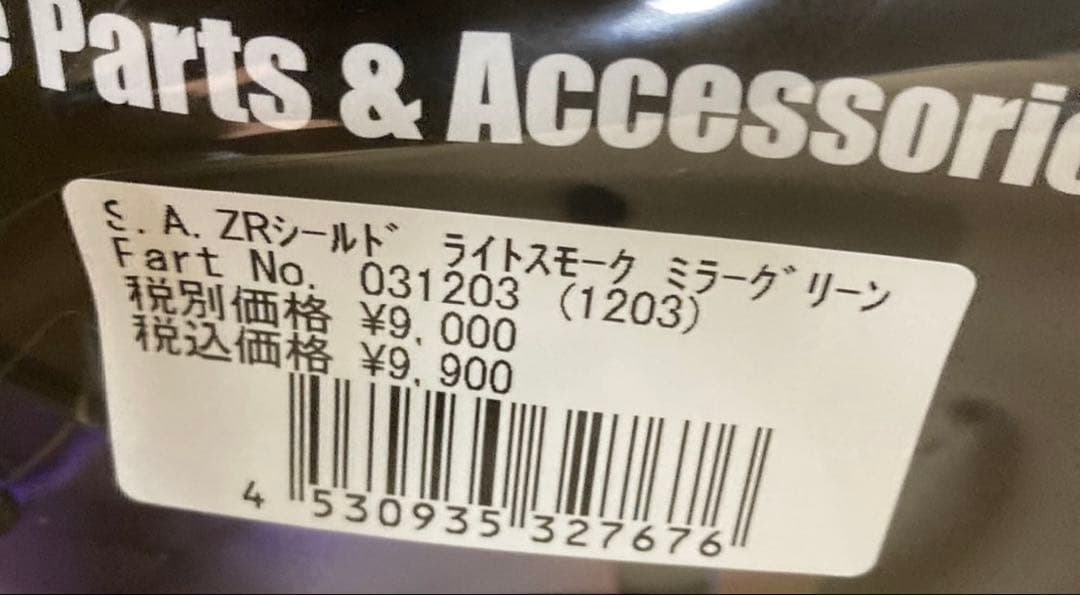 Parts & Accessorie
S.A.ZRシールド ライトスモーク ミラーグリーン
Part No. 031203 (1203)
税別価格 ¥9,000
税込価格 ¥9,900
4 530935 327676